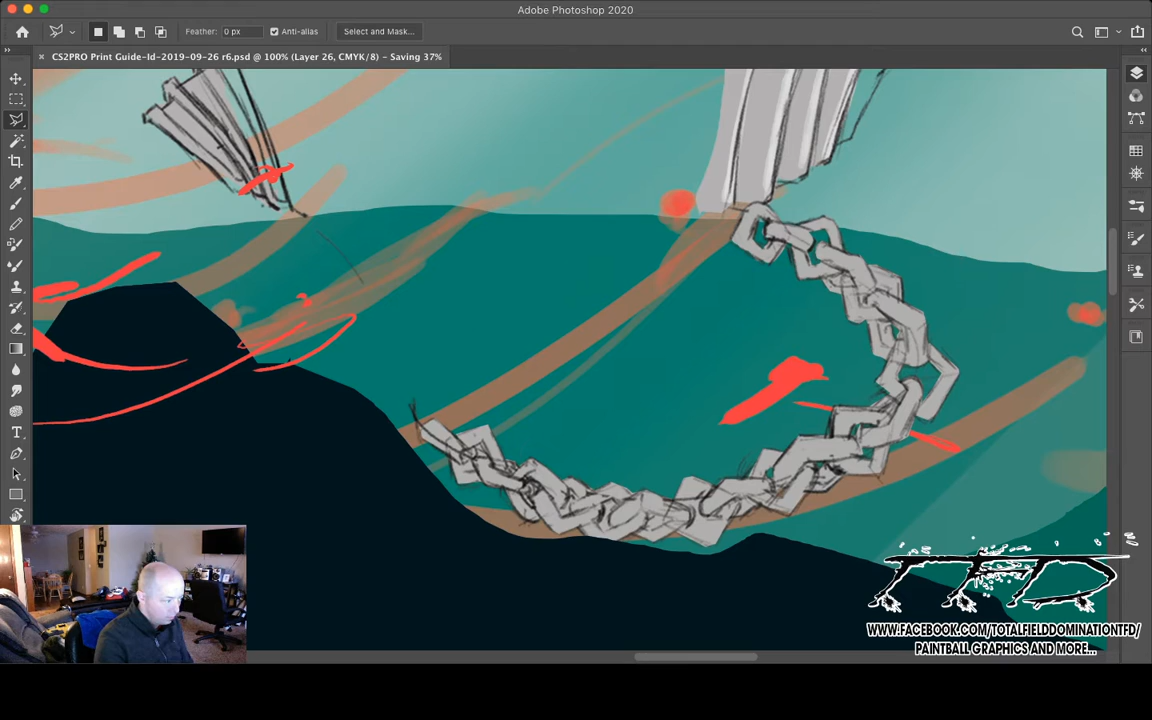 Adobe Photoshop 2020
Feather: 0 px
Anti-alias
Select and Mask...
CS2PRO Print Guide-ld-2019-09-26 r6.psd @ 100% (Layer 26, CMYK/8) - Saving 37%
T
TFD
WWW.FACEBOOK.COM/TOTALFIELDDOMINATIONTFD/
PAINTBALL GRAPHICS AND MORE...